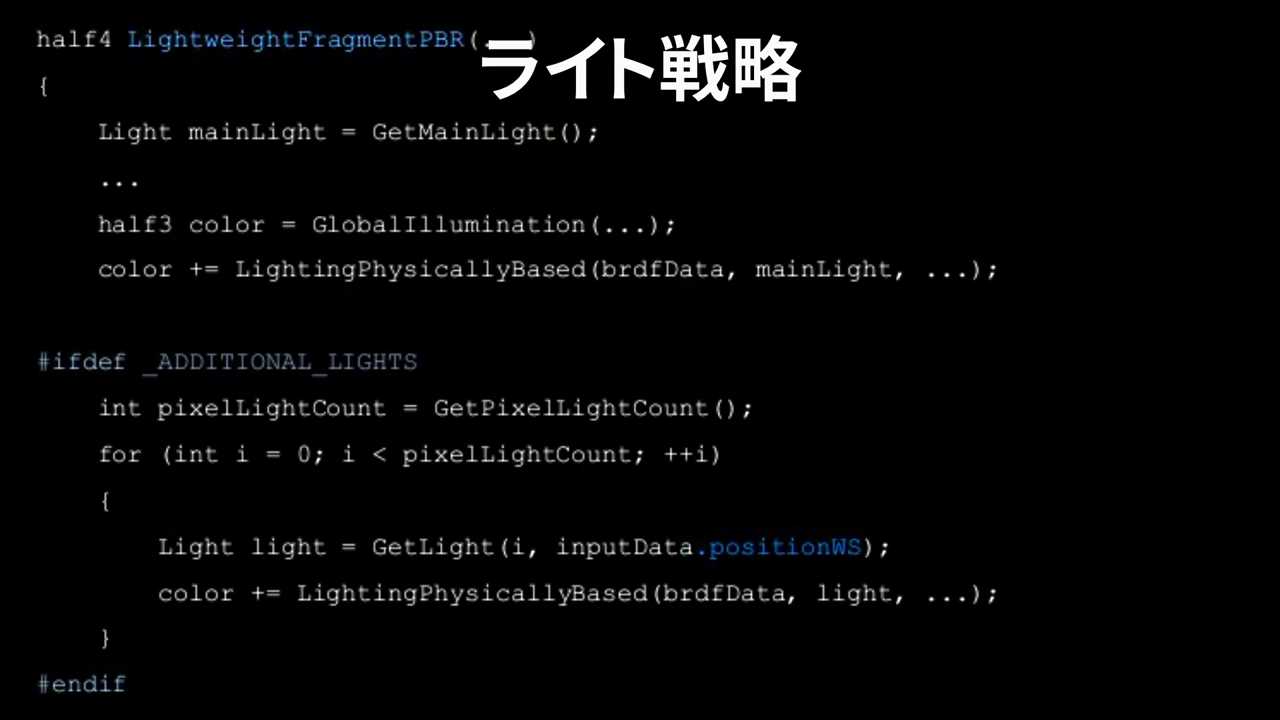 ライト戦略
half4 LightweightFragmentPBR(...)
{
Light mainLight = GetMainLight();
...
half3 color = GlobalIllumination(...);
color += LightingPhysicallyBased(brdfData, mainLight, ...);
#ifdef _ADDITIONAL_LIGHTS
int pixelLightCount = GetPixelLightCount();
for (int i = 0; i < pixelLightCount; ++i)
{
Light light = GetLight(i, inputData.positionWS);
color += LightingPhysicallyBased(brdfData, light, ...);
}
#endif